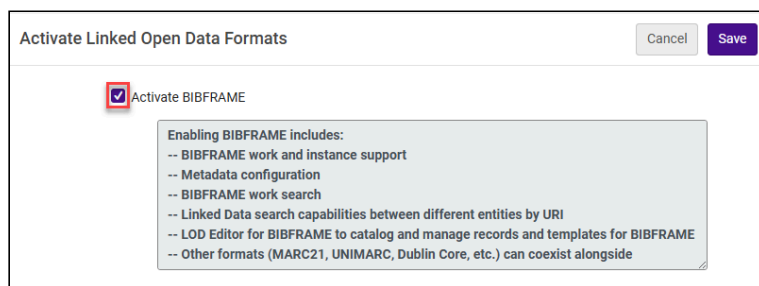 Activate Linked Open Data Formats
Cancel
Save
Activate BIBFRAME
Enabling BIBFRAME includes:
-- BIBFRAME work and instance support
-- Metadata configuration
-- BIBFRAME work search
-- Linked Data search capabilities between different entities by URI
-- LOD Editor for BIBFRAME to catalog and manage records and templates for BIBFRAME
-- Other formats (MARC21, UNIMARC, Dublin Core, etc.) can coexist alongside